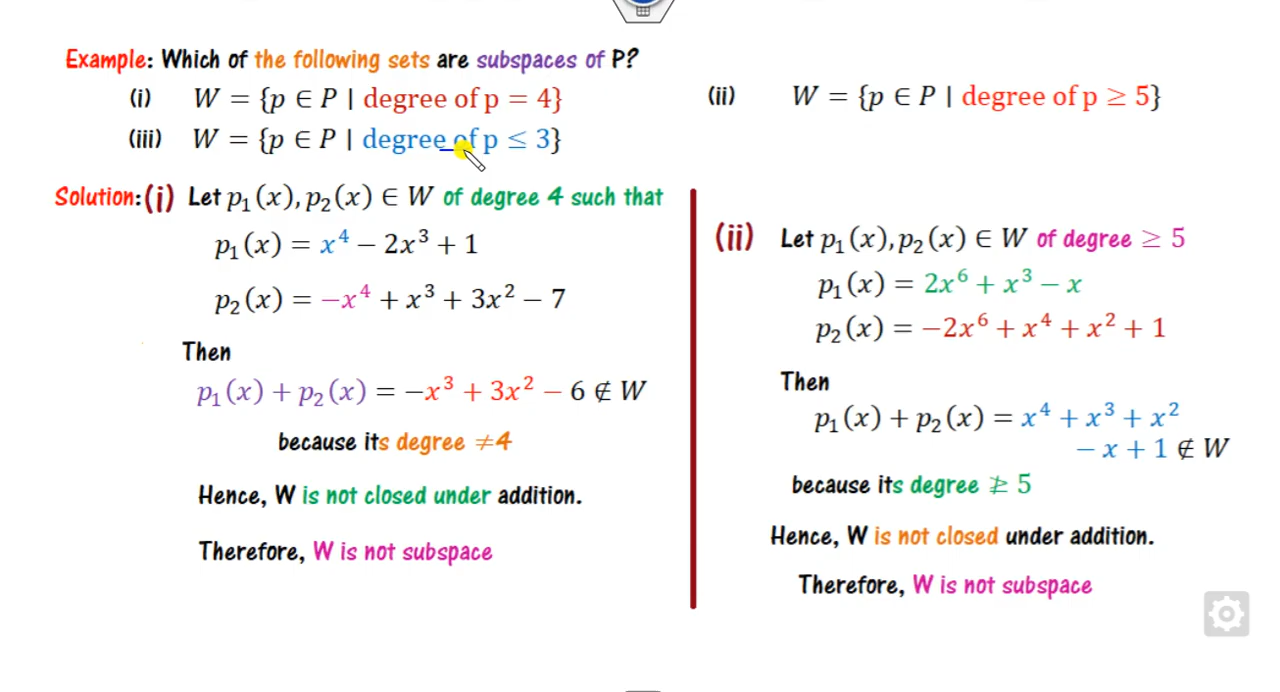 Example: Which of the following sets are subspaces of P?
(i) W = {p ∈ P | degree of p = 4}
(ii) W = {p ∈ P | degree of p ≥ 5}
(iii) W = {p ∈ P | degree of p ≤ 3}
Solution: (i) Let p₁(x), p₂(x) ∈ W of degree 4 such that
p₁(x) = x⁴ − 2x³ + 1
p₂(x) = −x⁴ + x³ + 3x² − 7
Then
p₁(x) + p₂(x) = −x³ + 3x² − 6 ∉ W
because its degree ≠4
Hence, W is not closed under addition.
Therefore, W is not subspace
(ii) Let p₁(x), p₂(x) ∈ W of degree ≥ 5
p₁(x) = 2x⁶ + x³ − x
p₂(x) = −2x⁶ + x⁴ + x² + 1
Then
p₁(x) + p₂(x) = x⁴ + x³ + x²
− x + 1 ∉ W
because its degree ≱ 5
Hence, W is not closed under addition.
Therefore, W is not subspace